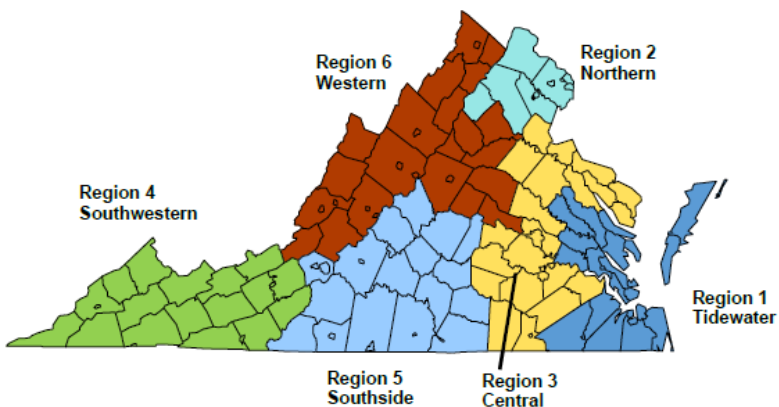 Region 2
Northern
Region 6
Western
Region 4
Southwestern
Region 1
Tidewater
Region 5
Southside
Region 3
Central